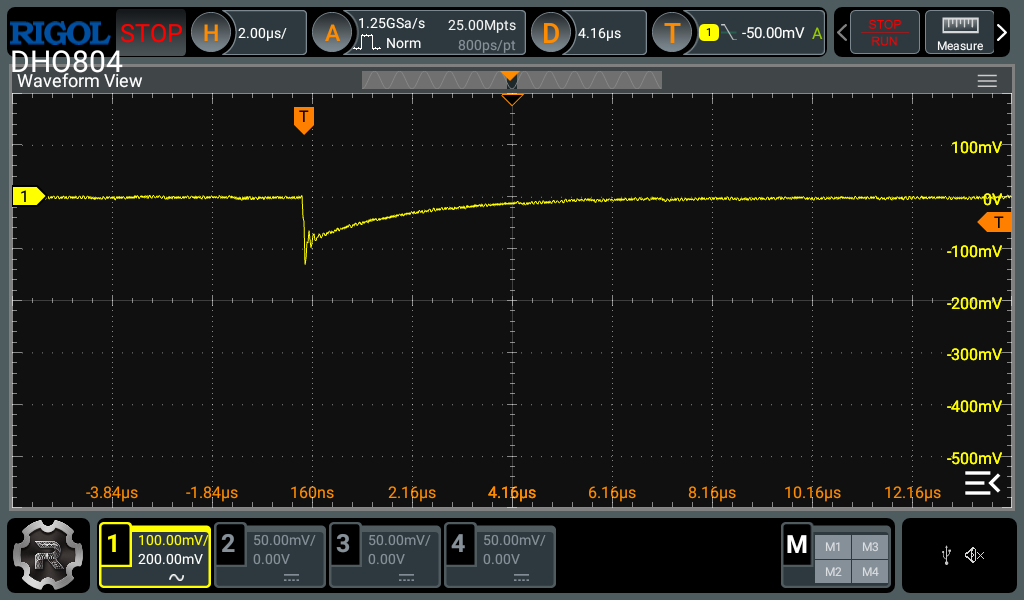 RIGOL STOP H 2.00µs/ A 1.25GSa/s 25.00Mpts D 4.16µs T 1 -50.00mV A STOP
Norm 800ps/pt RUN Measure
DHO804
Waveform View
T
100mV
1 0V
T
-100mV
-200mV
-300mV
-400mV
-500mV
-3.84µs -1.84µs 160ns 2.16µs 4.16µs 6.16µs 8.16µs 10.16µs 12.16µs
1 100.00mV/ 2 50.00mV/ 3 50.00mV/ 4 50.00mV/ M M1 M3
200.00mV 0.00V 0.00V 0.00V M2 M4